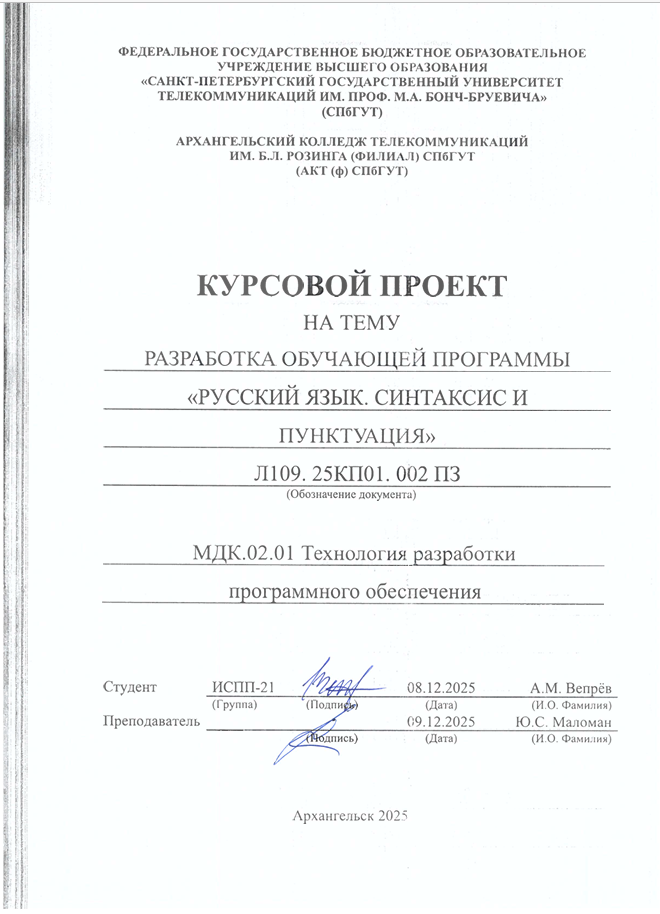 ФЕДЕРАЛЬНОЕ ГОСУДАРСТВЕННОЕ БЮДЖЕТНОЕ ОБРАЗОВАТЕЛЬНОЕ
УЧРЕЖДЕНИЕ ВЫСШЕГО ОБРАЗОВАНИЯ
«САНКТ-ПЕТЕРБУРГСКИЙ ГОСУДАРСТВЕННЫЙ УНИВЕРСИТЕТ
ТЕЛЕКОММУНИКАЦИЙ ИМ. ПРОФ. М.А. БОНЧ-БРУЕВИЧА»
(СПбГУТ)
АРХАНГЕЛЬСКИЙ КОЛЛЕДЖ ТЕЛЕКОММУНИКАЦИЙ
ИМ. Б.Л. РОЗИНГА (ФИЛИАЛ) СПбГУТ
(АКТ (ф) СПбГУТ)
КУРСОВОЙ ПРОЕКТ
НА ТЕМУ
РАЗРАБОТКА ОБУЧАЮЩЕЙ ПРОГРАММЫ
«РУССКИЙ ЯЗЫК. СИНТАКСИС И
ПУНКТУАЦИЯ»
Л109. 25КП01. 002 ПЗ
(Обозначение документа)
МДК.02.01 Технология разработки
программного обеспечения
Студент ИСПП-21 08.12.2025 А.М. Вепрёв
(Группа) (Подпись) (Дата) (И.О. Фамилия)
Преподаватель 09.12.2025 Ю.С. Маломан
(Подпись) (Дата) (И.О. Фамилия)
Архангельск 2025